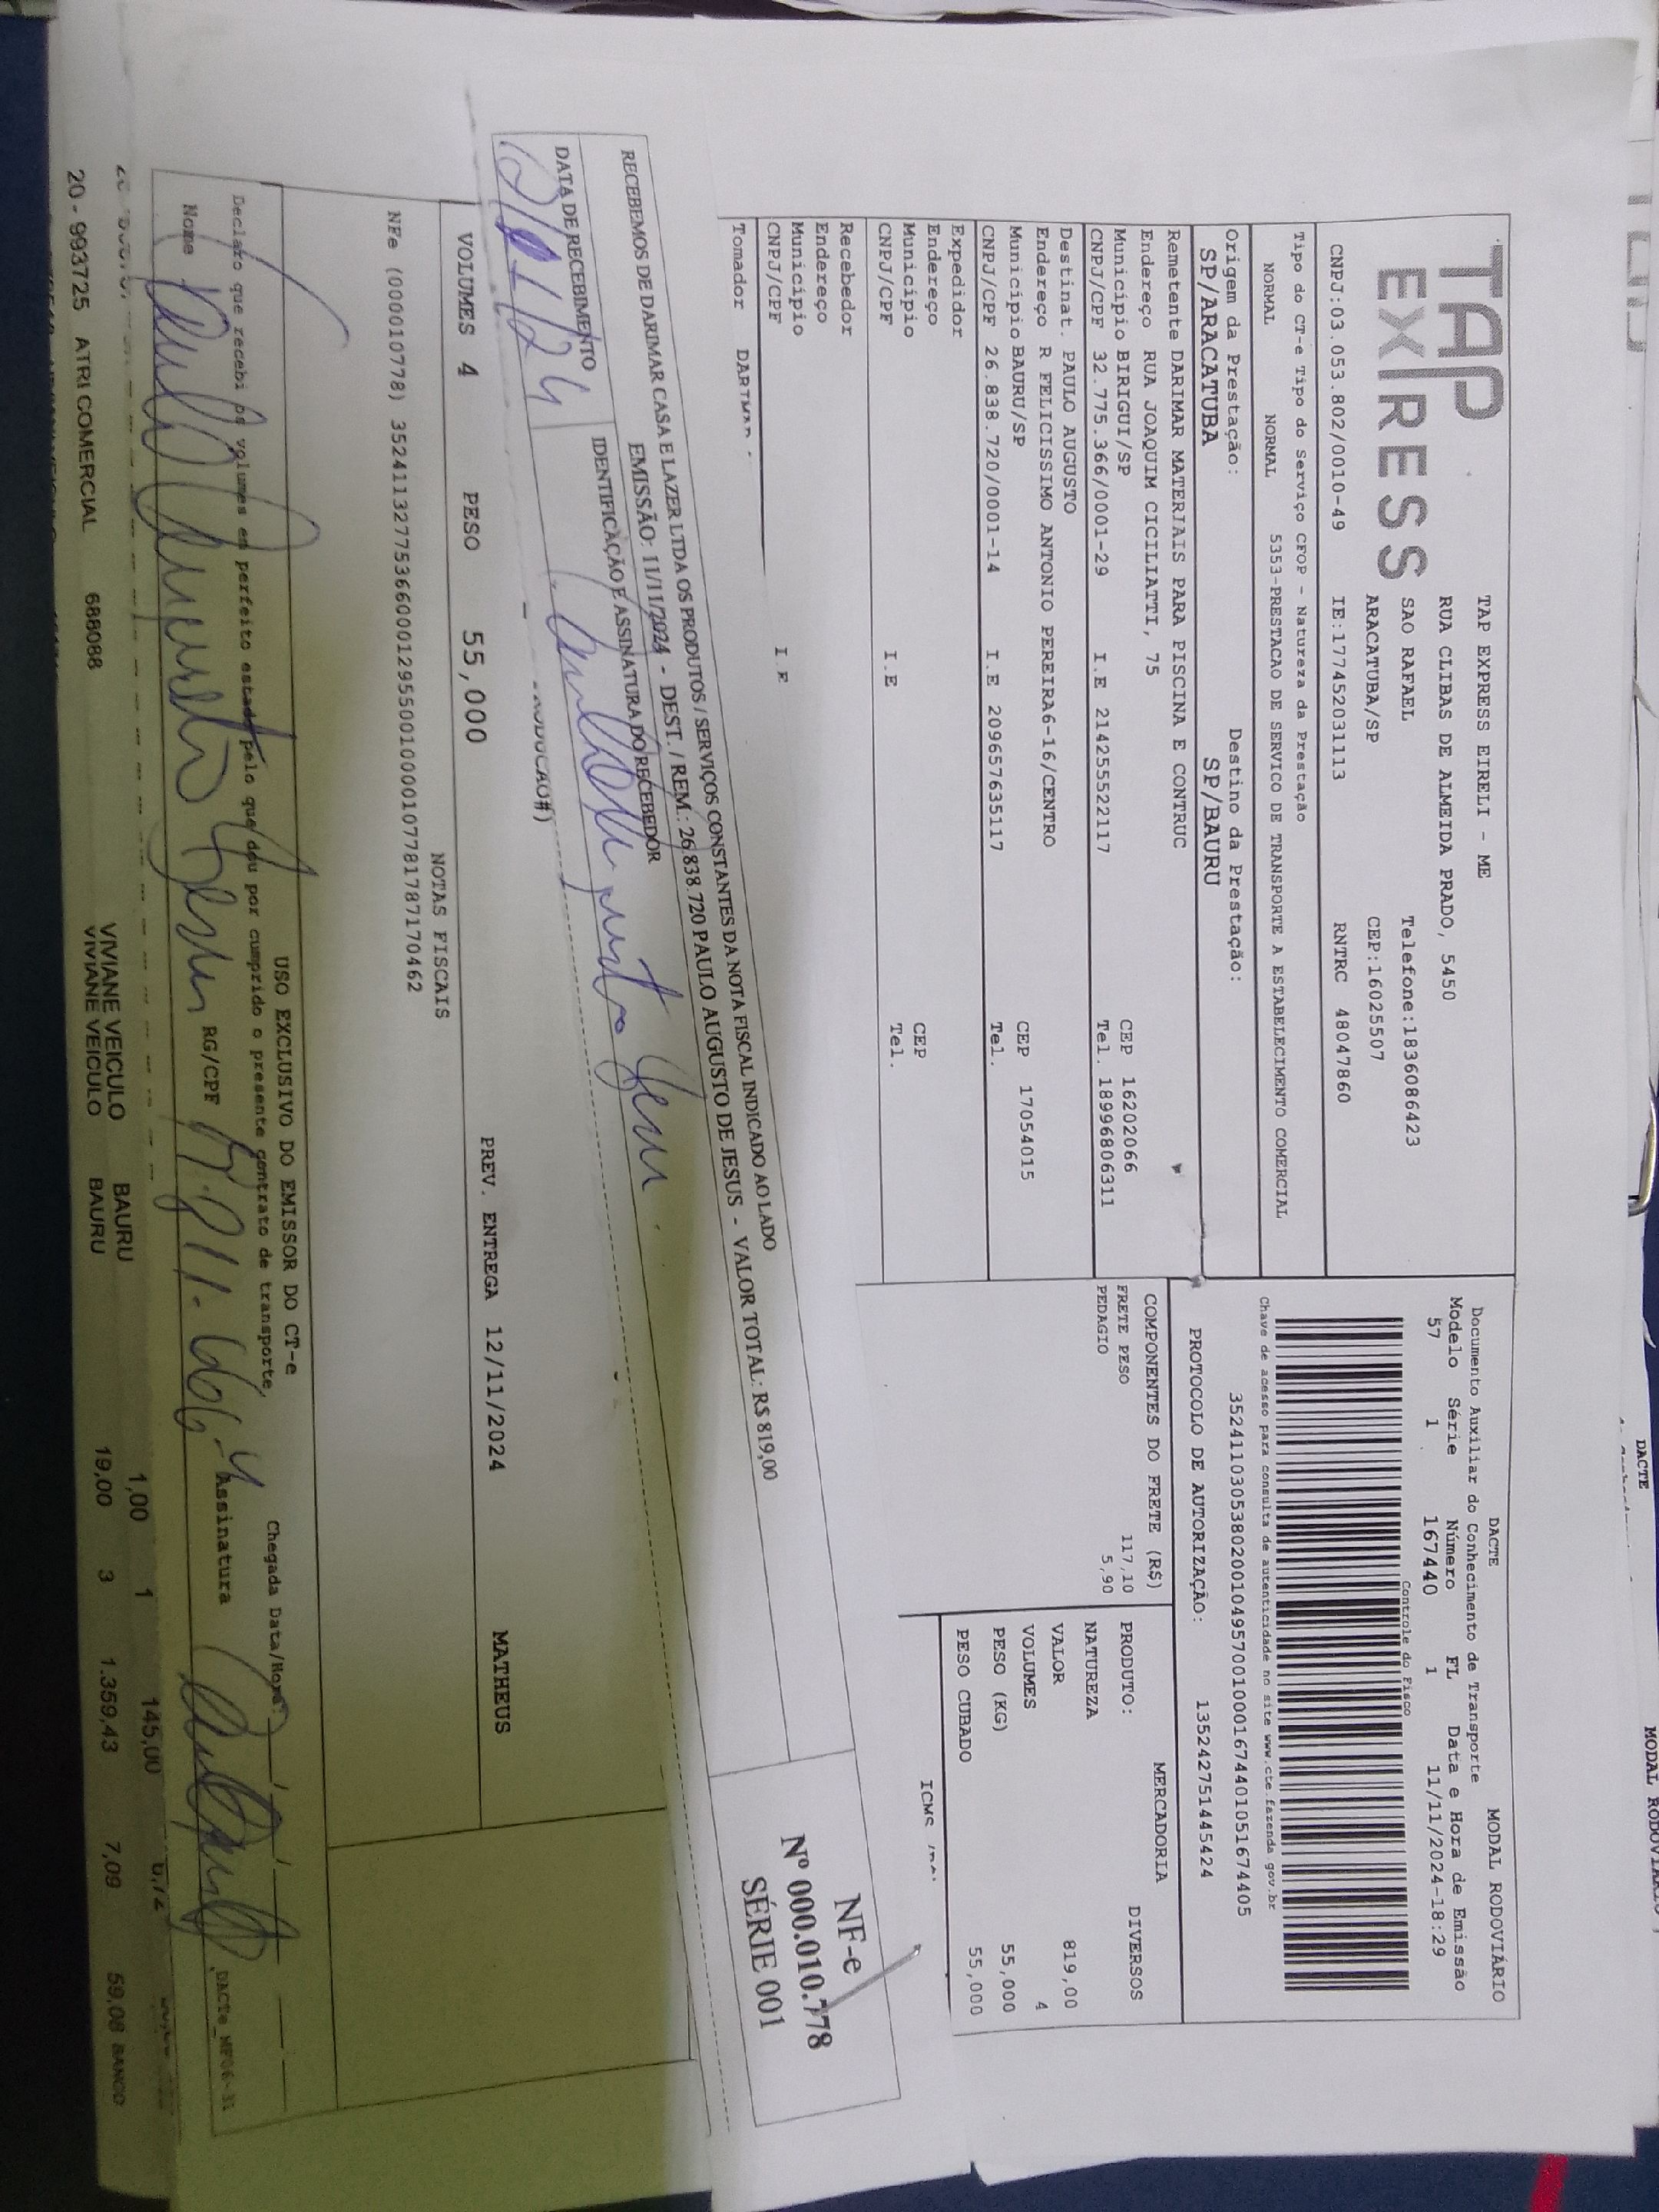 TAP
EXPRESS
TAP EXPRESS EIRELI - ME
RUA CLIBAS DE ALMEIDA PRADO, 5450
SAO RAFAEL Telefone:1836086423
ARACATUBA/SP CEP:16025507
CNPJ:03.053.802/0010-49 IE:177452031113 RNTRC 48047860
DACTE MODAL RODOVIÁRIO
Documento Auxiliar do Conhecimento de Transporte
Modelo Série Número FL Data e Hora de Emissão
57 1 167440 1 11/11/2024-18:29
Controle do Fisco
Chave de acesso para consulta de autenticidade no site www.cte.fazenda.gov.br
35241103053802001049570010001674401051674405
PROTOCOLO DE AUTORIZAÇÃO: 135242751445424
Tipo do CT-e Tipo do Serviço CFOP - Natureza da Prestação
NORMAL NORMAL 5353-PRESTACAO DE SERVICO DE TRANSPORTE A ESTABELECIMENTO COMERCIAL
Origem da Prestação: Destino da Prestação:
SP/ARACATUBA SP/BAURU
Remetente DARIMAR MATERIAIS PARA PISCINA E CONTRUC
Endereço RUA JOAQUIM CICILIATTI, 75
Município BIRIGUI/SP CEP 16202066
CNPJ/CPF 32.775.366/0001-29 I.E 214255522117 Tel. 18996806311
Destinat. PAULO AUGUSTO
Endereço R FELICISSIMO ANTONIO PEREIRA6-16/CENTRO
Município BAURU/SP CEP 17054015
CNPJ/CPF 26.838.720/0001-14 I.E 209657635117 Tel.
Expedidor
Endereço
Município CEP
CNPJ/CPF I.E Tel.
Recebedor
Endereço
Município
CNPJ/CPF I.E
Tomador
COMPONENTES DO FRETE (R$)
FRETE PESO 117,10
PEDAGIO 5,90
MERCADORIA
PRODUTO: DIVERSOS
NATUREZA
VALOR 819,00
VOLUMES 4
PESO (KG) 55,000
PESO CUBADO 55,000
ICMS
RECEBEMOS DE DARIMAR CASA E LAZER LTDA OS PRODUTOS / SERVIÇOS CONSTANTES DA NOTA FISCAL INDICADO AO LADO
EMISSÃO: 11/11/2024 - DEST. / REM.: 26.838.720 PAULO AUGUSTO DE JESUS - VALOR TOTAL: R$ 819,00
DATA DE RECEBIMENTO IDENTIFICAÇÃO E ASSINATURA DO RECEBEDOR
NF-e
Nº 000.010.778
SÉRIE 001
VOLUMES 4 PESO 55,000 PREV. ENTREGA 12/11/2024 MATHEUS
NOTAS FISCAIS
NFe (000010778) 35241132775366000129550010000107781787170462
USO EXCLUSIVO DO EMISSOR DO CT-e
Declaro que recebi os volumes em perfeito estado pelo que dou por cumprido o presente contrato de transporte. Chegada Data/Hora:
Nome Paulo Augusto Jesus RG/CPF Assinatura
DACTe_MF06-31
VIVIANE VEICULO BAURU 1,00 1 145,00
20 - 993725 ATRI COMERCIAL 688088 VIVIANE VEICULO BAURU 19,00 3 1.359,43 7,09 59,08
DACTE